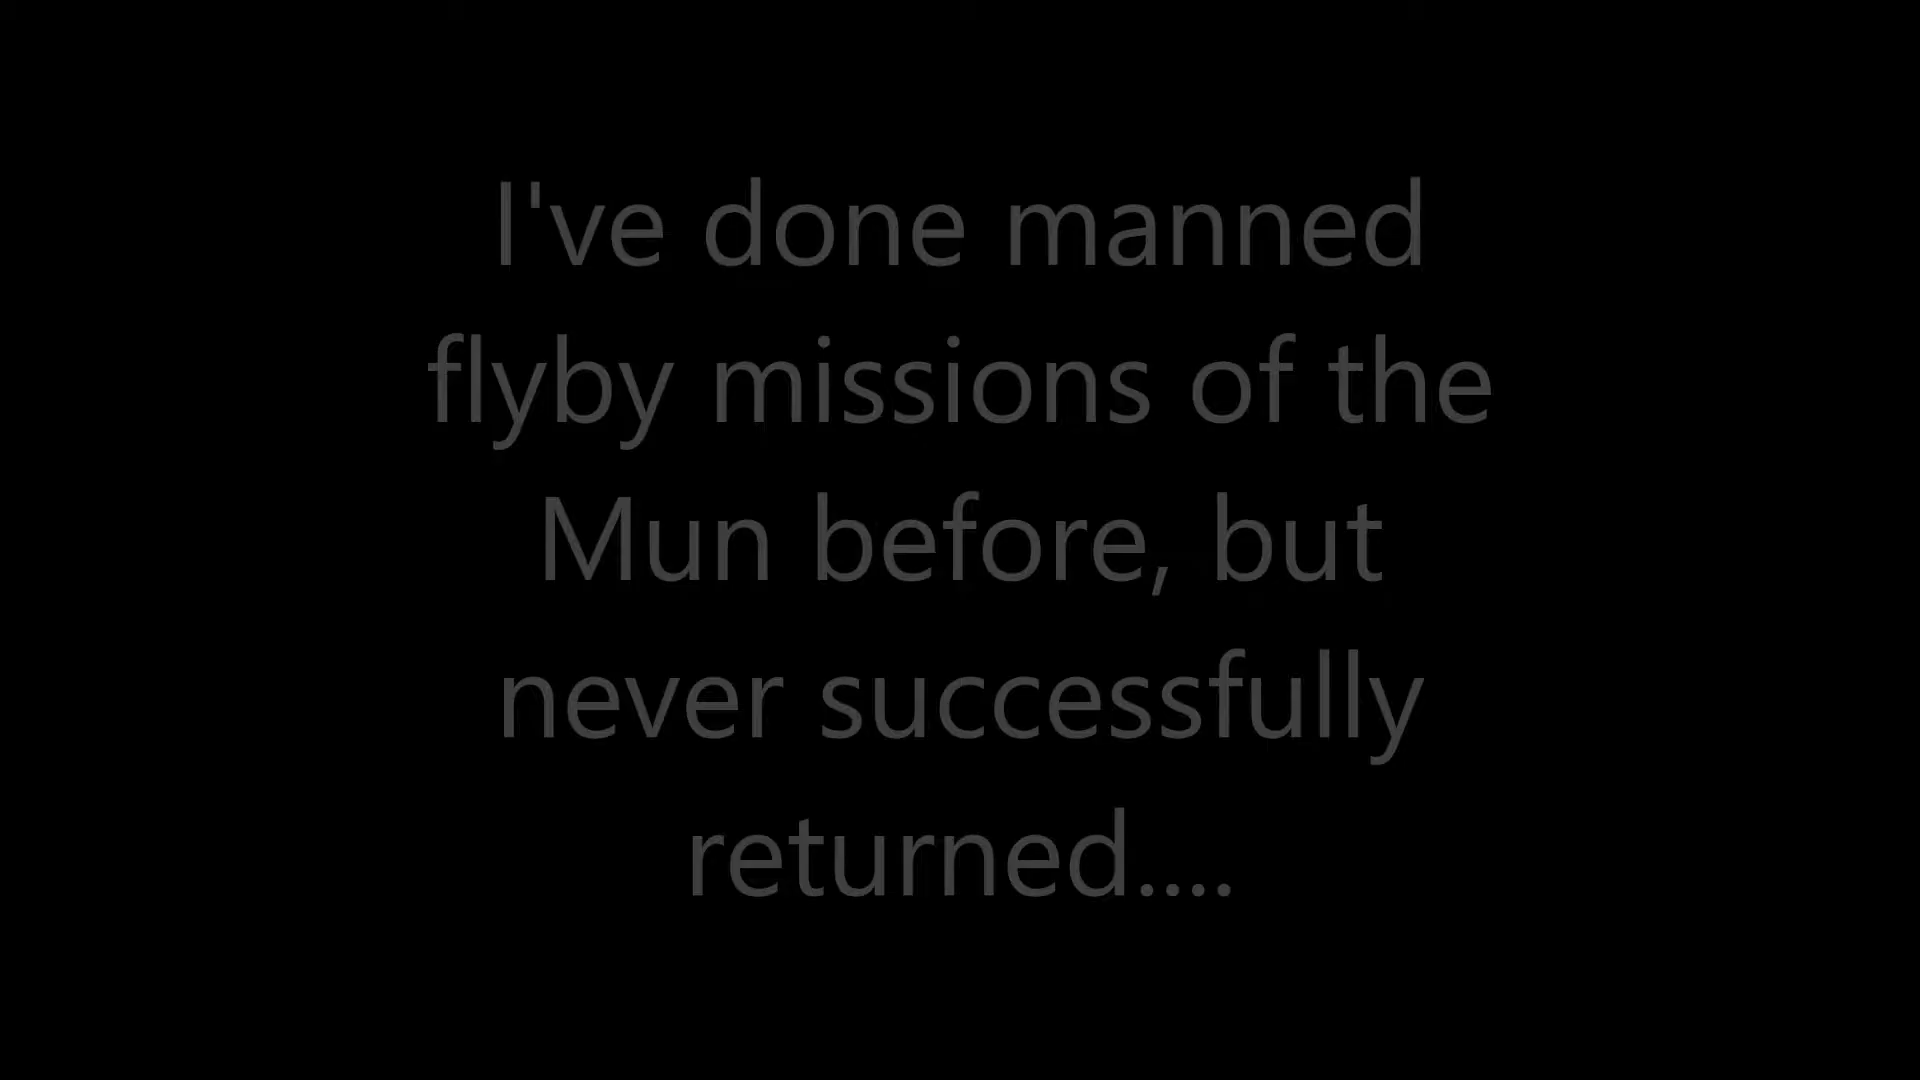 I've done manned
flyby missions of the
Mun before, but
never successfully
returned....